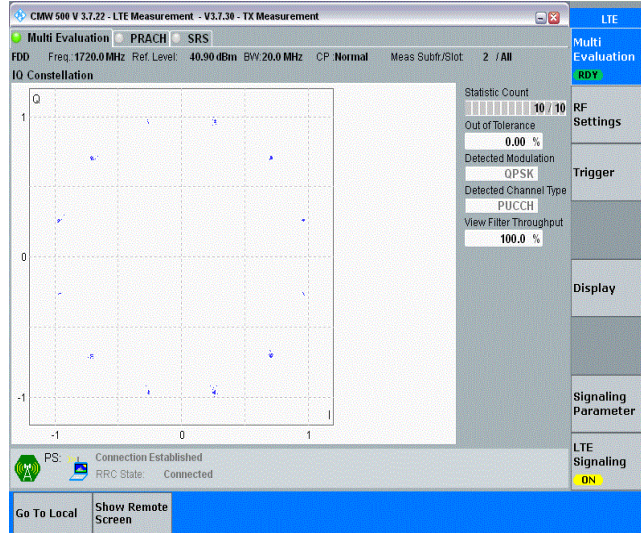 CMW 500 V 3.7.22 - LTE Measurement - V3.7.30 - TX Measurement
LTE
Multi Evaluation PRACH SRS
FDD Freq.:1720.0 MHz Ref. Level: 40.90 dBm BW:20.0 MHz CP :Normal Meas Subfr/Slot: 2 / All
IQ Constellation
Q
1
0
-1
-1 0 1
I
Statistic Count
10 / 10
Out of Tolerance
0.00 %
Detected Modulation
QPSK
Detected Channel Type
PUCCH
View Filter Throughput
100.0 %
PS:
Connection Established
RRC State: Connected
Multi
Evaluation
RDY
RF
Settings
Trigger
Display
Signaling
Parameter
LTE
Signaling
ON
Go To Local
Show Remote
Screen